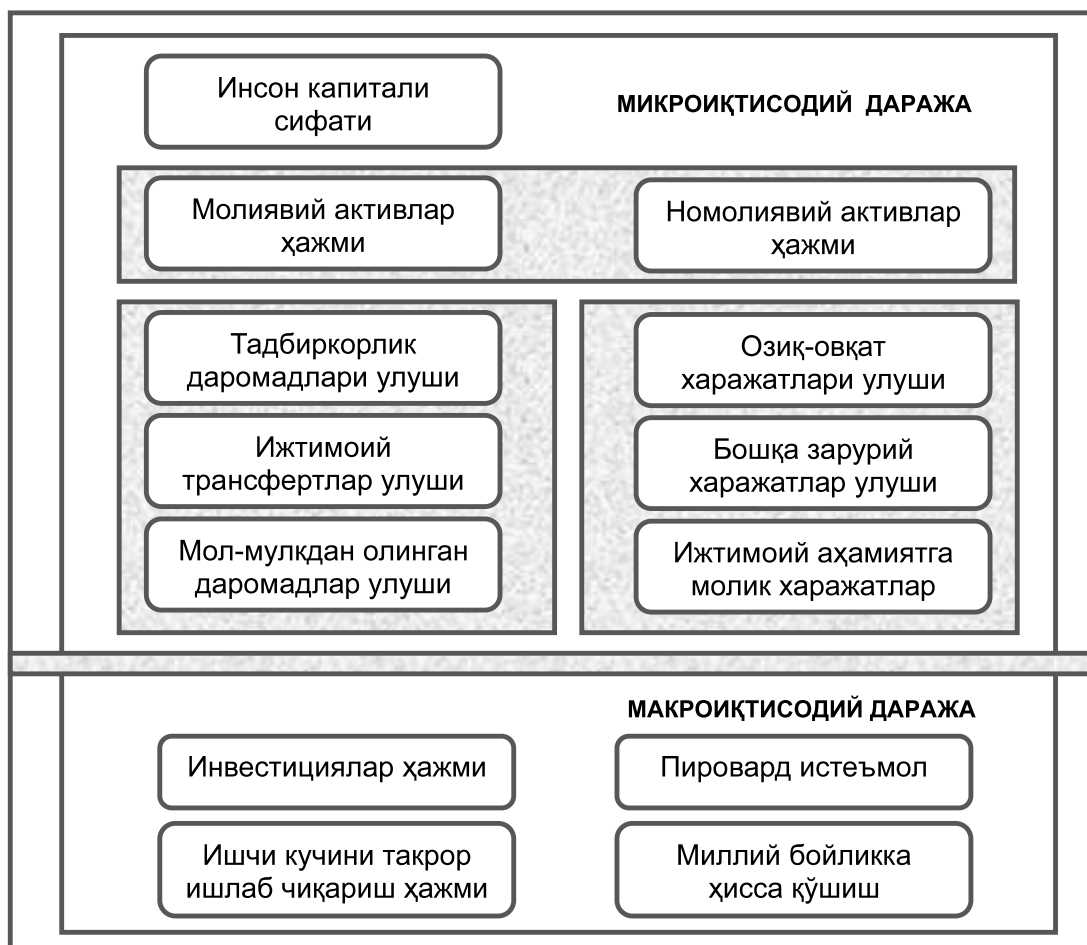 Инсон капитали
сифати
МИКРОИҚТИСОДИЙ ДАРАЖА
Молиявий активлар
ҳажми
Номолиявий активлар
ҳажми
Тадбиркорлик
даромадлари улуши
Озиқ-овқат
харажатлари улуши
Ижтимоий
трансфертлар улуши
Бошқа зарурий
харажатлар улуши
Мол-мулкдан олинган
даромадлар улуши
Ижтимоий аҳамиятга
молик харажатлар
МАКРОИҚТИСОДИЙ ДАРАЖА
Инвестициялар ҳажми
Пировард истеъмол
Ишчи кучини такрор
ишлаб чиқариш ҳажми
Миллий бойликка
ҳисса қўшиш